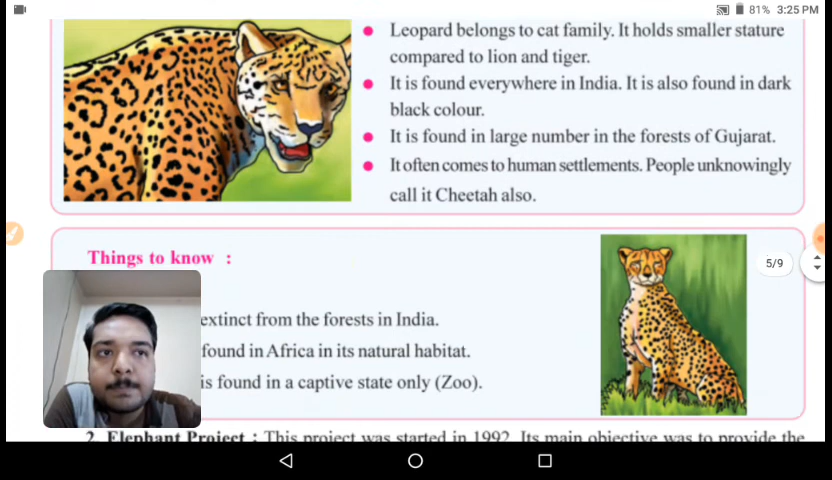 81% 3:25 PM
Leopard belongs to cat family. It holds smaller stature
compared to lion and tiger.
It is found everywhere in India. It is also found in dark
black colour.
It is found in large number in the forests of Gujarat.
It often comes to human settlements. People unknowingly
call it Cheetah also.
Things to know :
5/9
extinct from the forests in India.
found in Africa in its natural habitat.
is found in a captive state only (Zoo).
2. Elephant Project : This project was started in 1992. Its main objective was to provide the